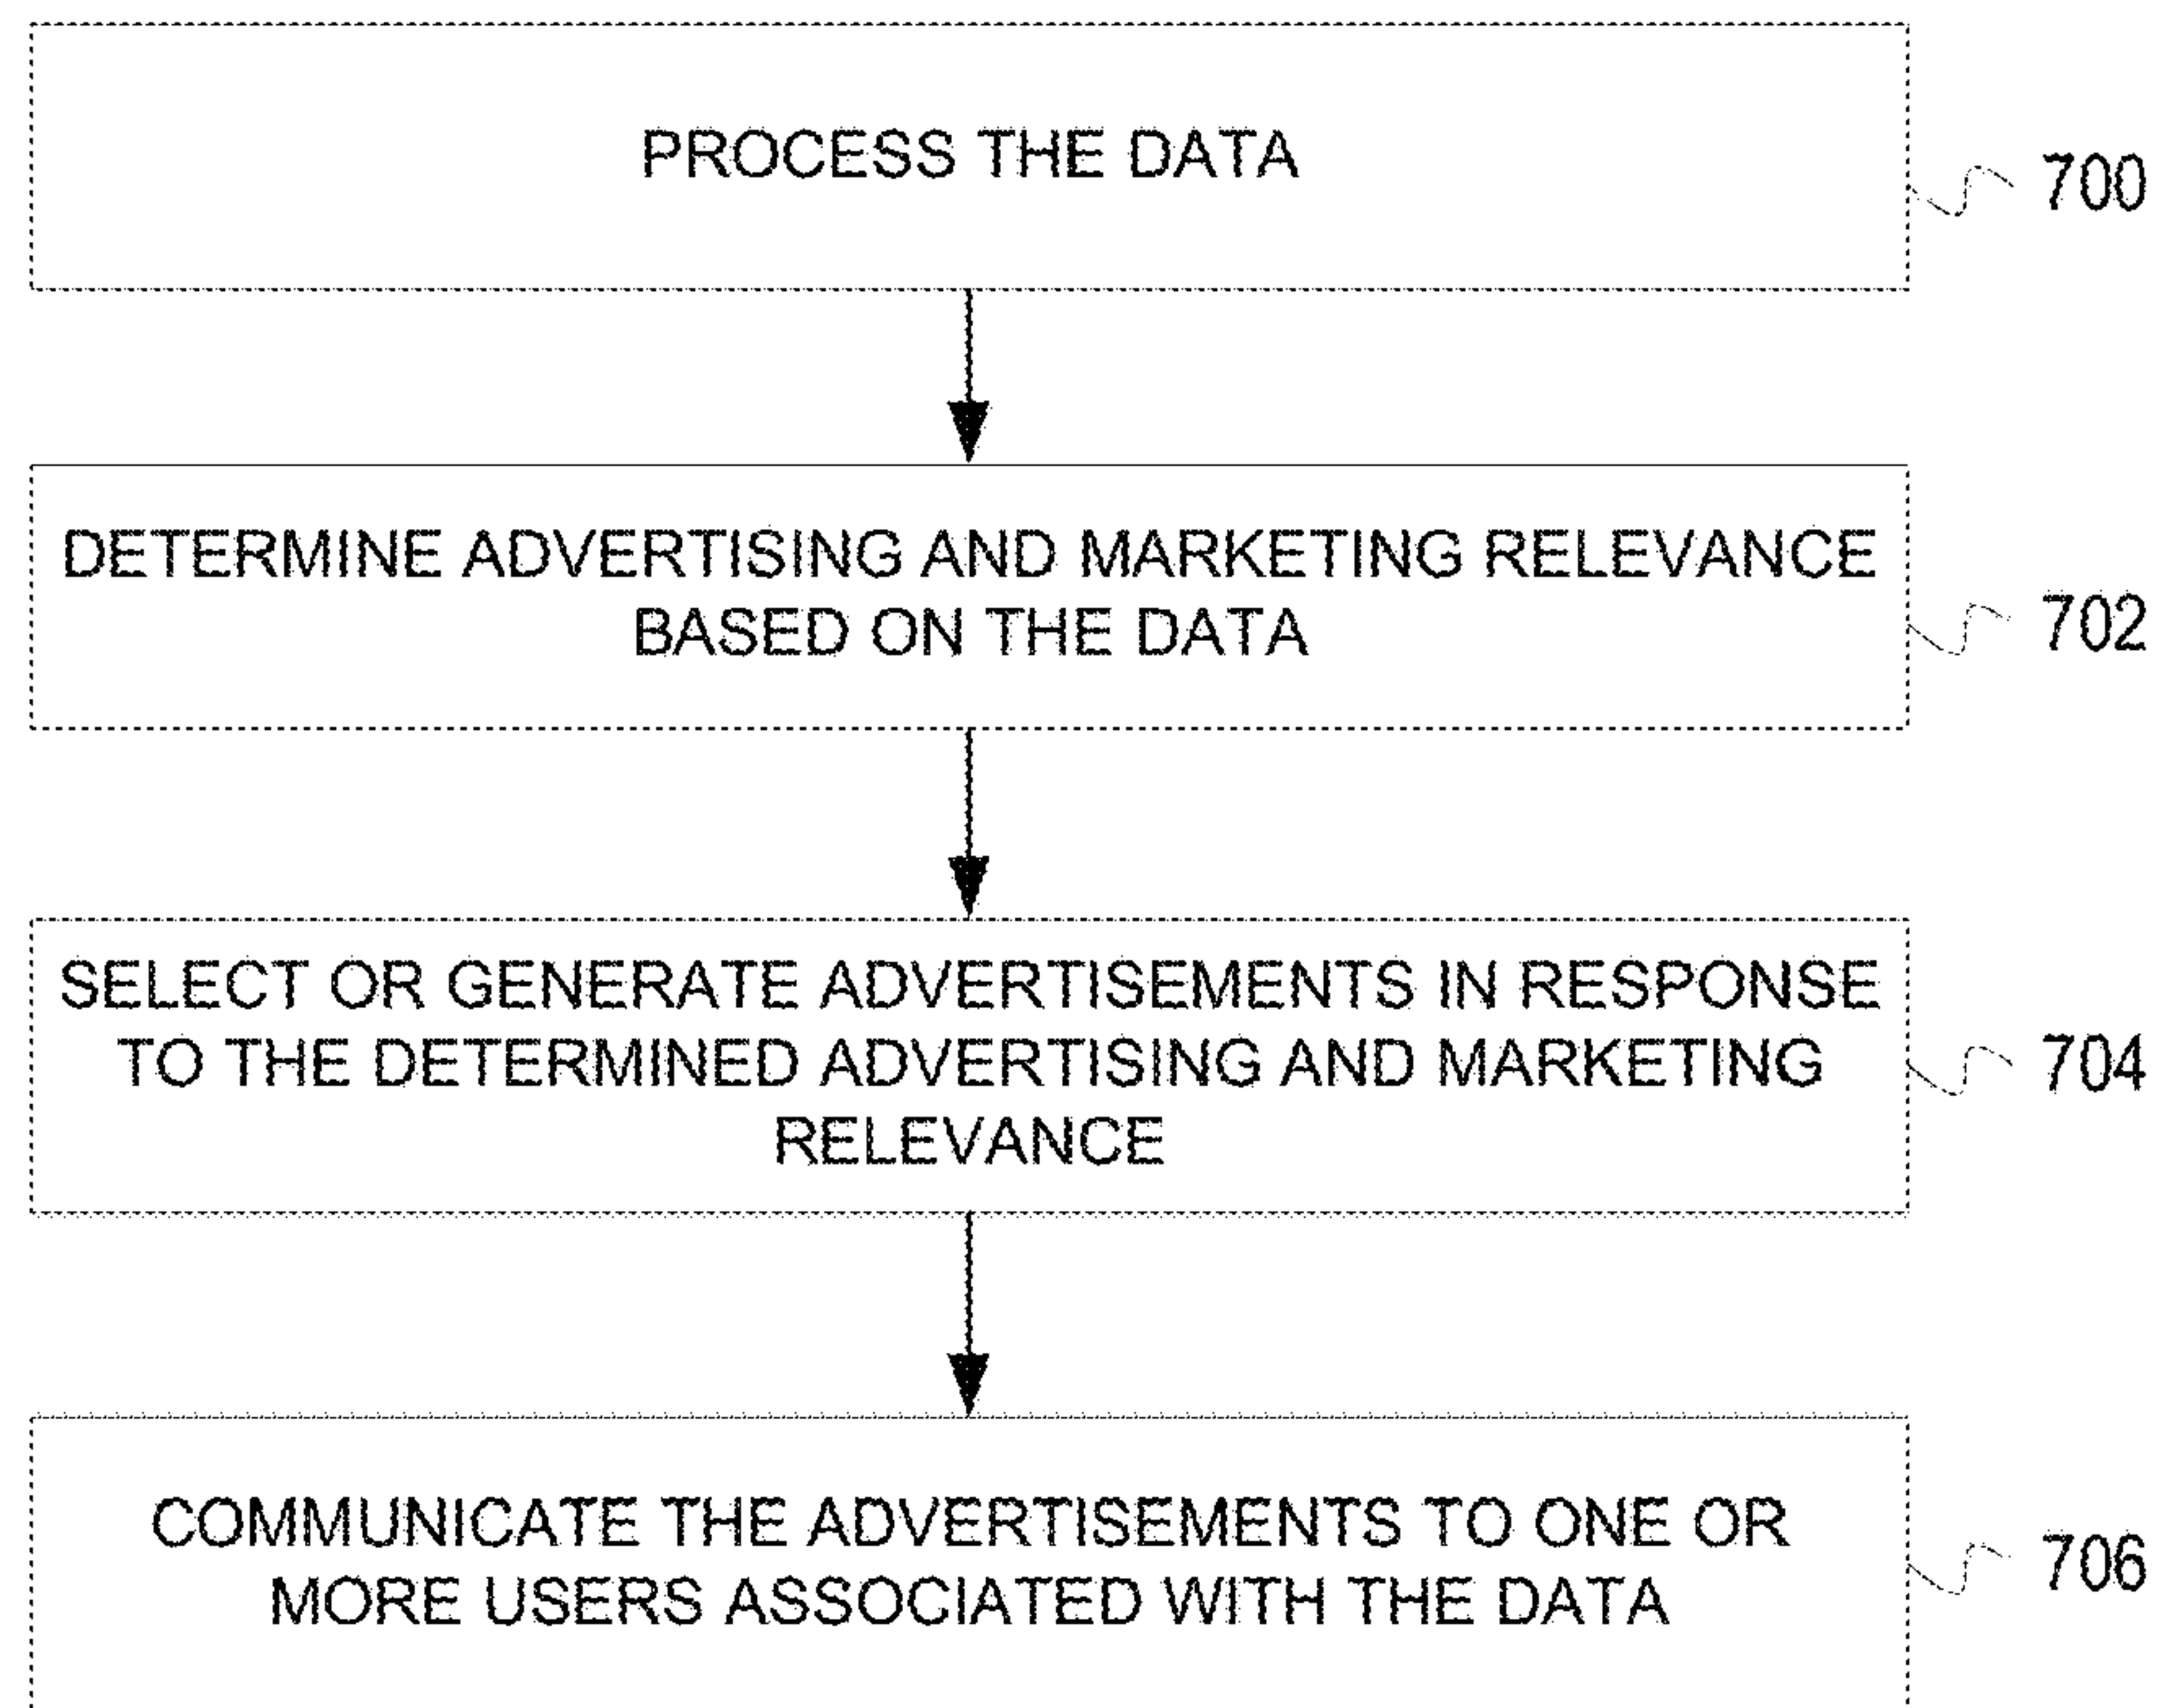 PROCESS THE DATA
700
DETERMINE ADVERTISING AND MARKETING RELEVANCE
BASED ON THE DATA
702
SELECT OR GENERATE ADVERTISEMENTS IN RESPONSE
TO THE DETERMINED ADVERTISING AND MARKETING
RELEVANCE
704
COMMUNICATE THE ADVERTISEMENTS TO ONE OR
MORE USERS ASSOCIATED WITH THE DATA
706